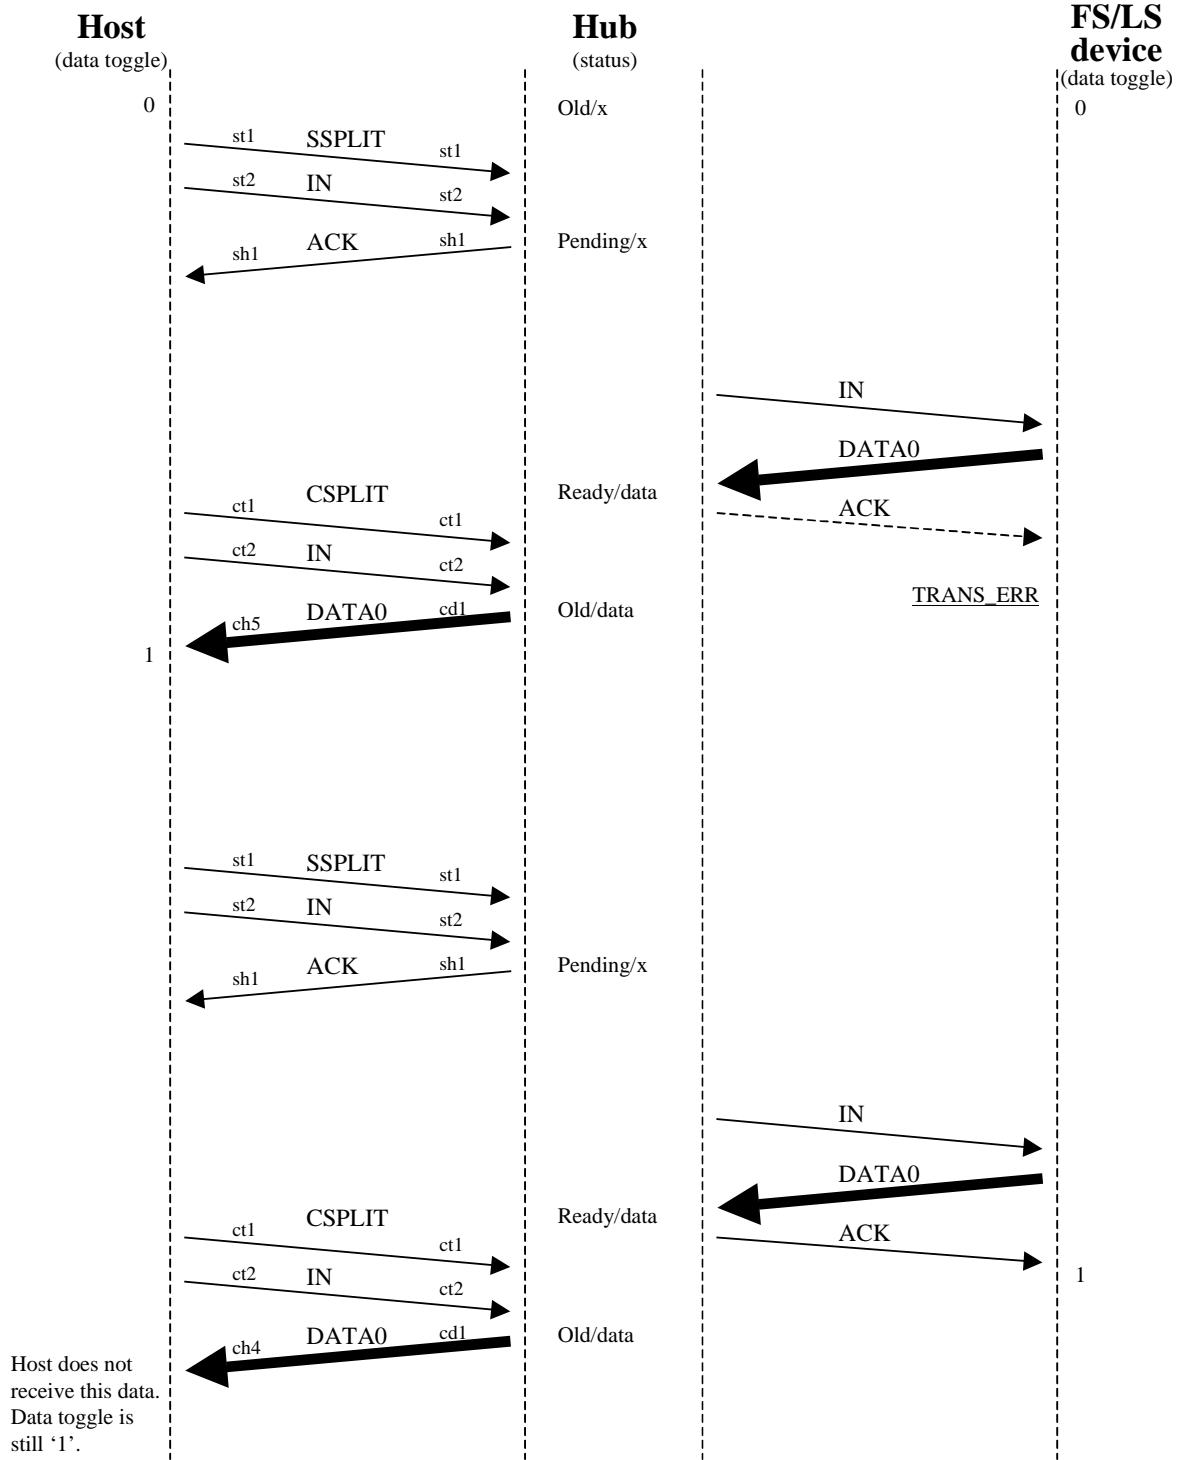 Host
(data toggle)
Hub
(status)
FS/LS
device
(data toggle)
0
Old/x
0
st1 SSPLIT st1
st2 IN st2
sh1 ACK sh1
Pending/x
IN
DATA0
ACK
Ready/data
ct1 CSPLIT ct1
ct2 IN ct2
TRANS_ERR
ch5 DATA0 cd1
Old/data
1
st1 SSPLIT st1
st2 IN st2
sh1 ACK sh1
Pending/x
IN
DATA0
ACK
Ready/data
ct1 CSPLIT ct1
ct2 IN ct2
1
ch4 DATA0 cd1
Old/data
Host does not
receive this data.
Data toggle is
still ‘1’.